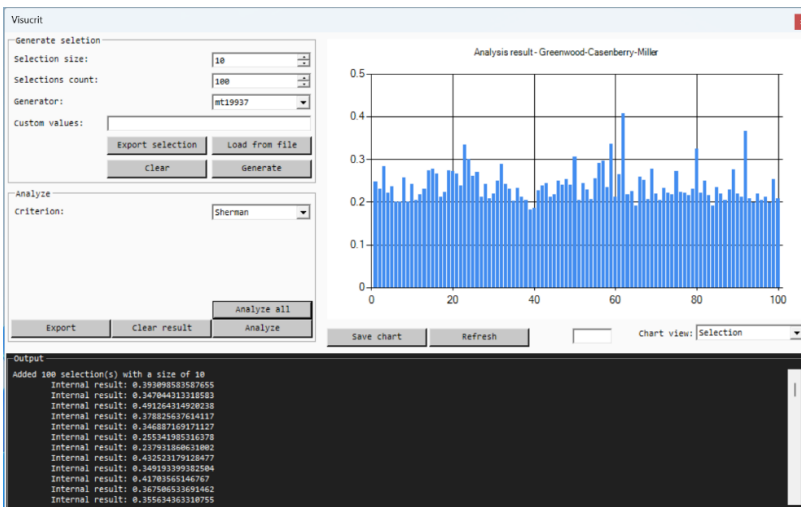 Visucrit
Generate seletion
Selection size:
10
Selections count:
100
Generator:
mt19937
Custom values:
Export selection
Load from file
Clear
Generate
Analyze
Criterion:
Sherman
Analyze all
Export
Clear result
Analyze
Analysis result - Greenwood-Casenberry-Miller
0.5
0.4
0.3
0.2
0.1
0
0
20
40
60
80
100
Save chart
Refresh
Chart view:
Selection
Output
Added 100 selection(s) with a size of 10
Internal result: 0.393098583587655
Internal result: 0.347044313318583
Internal result: 0.491264314920238
Internal result: 0.378825637614117
Internal result: 0.346887169171127
Internal result: 0.255341985316378
Internal result: 0.237931860631002
Internal result: 0.432523179128477
Internal result: 0.349193399382504
Internal result: 0.41703565146767
Internal result: 0.367506533691462
Internal result: 0.355634363310755